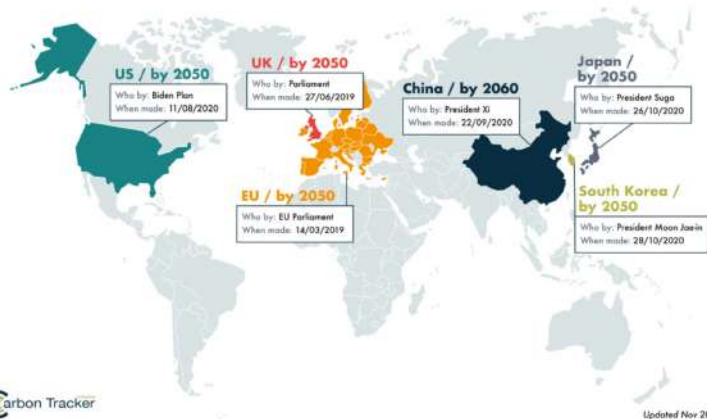 US / by 2050
Who by: Biden Plan
When made: 11/08/2020
UK / by 2050
Who by: Parliament
When made: 27/06/2019
EU / by 2050
Who by: EU Parliament
When made: 14/03/2019
China / by 2060
Who by: President Xi
When made: 22/09/2020
Japan /
by 2050
Who by: President Suga
When made: 26/10/2020
South Korea /
by 2050
Who by: President Moon Jae-in
When made: 28/10/2020
Carbon Tracker
Updated Nov 20